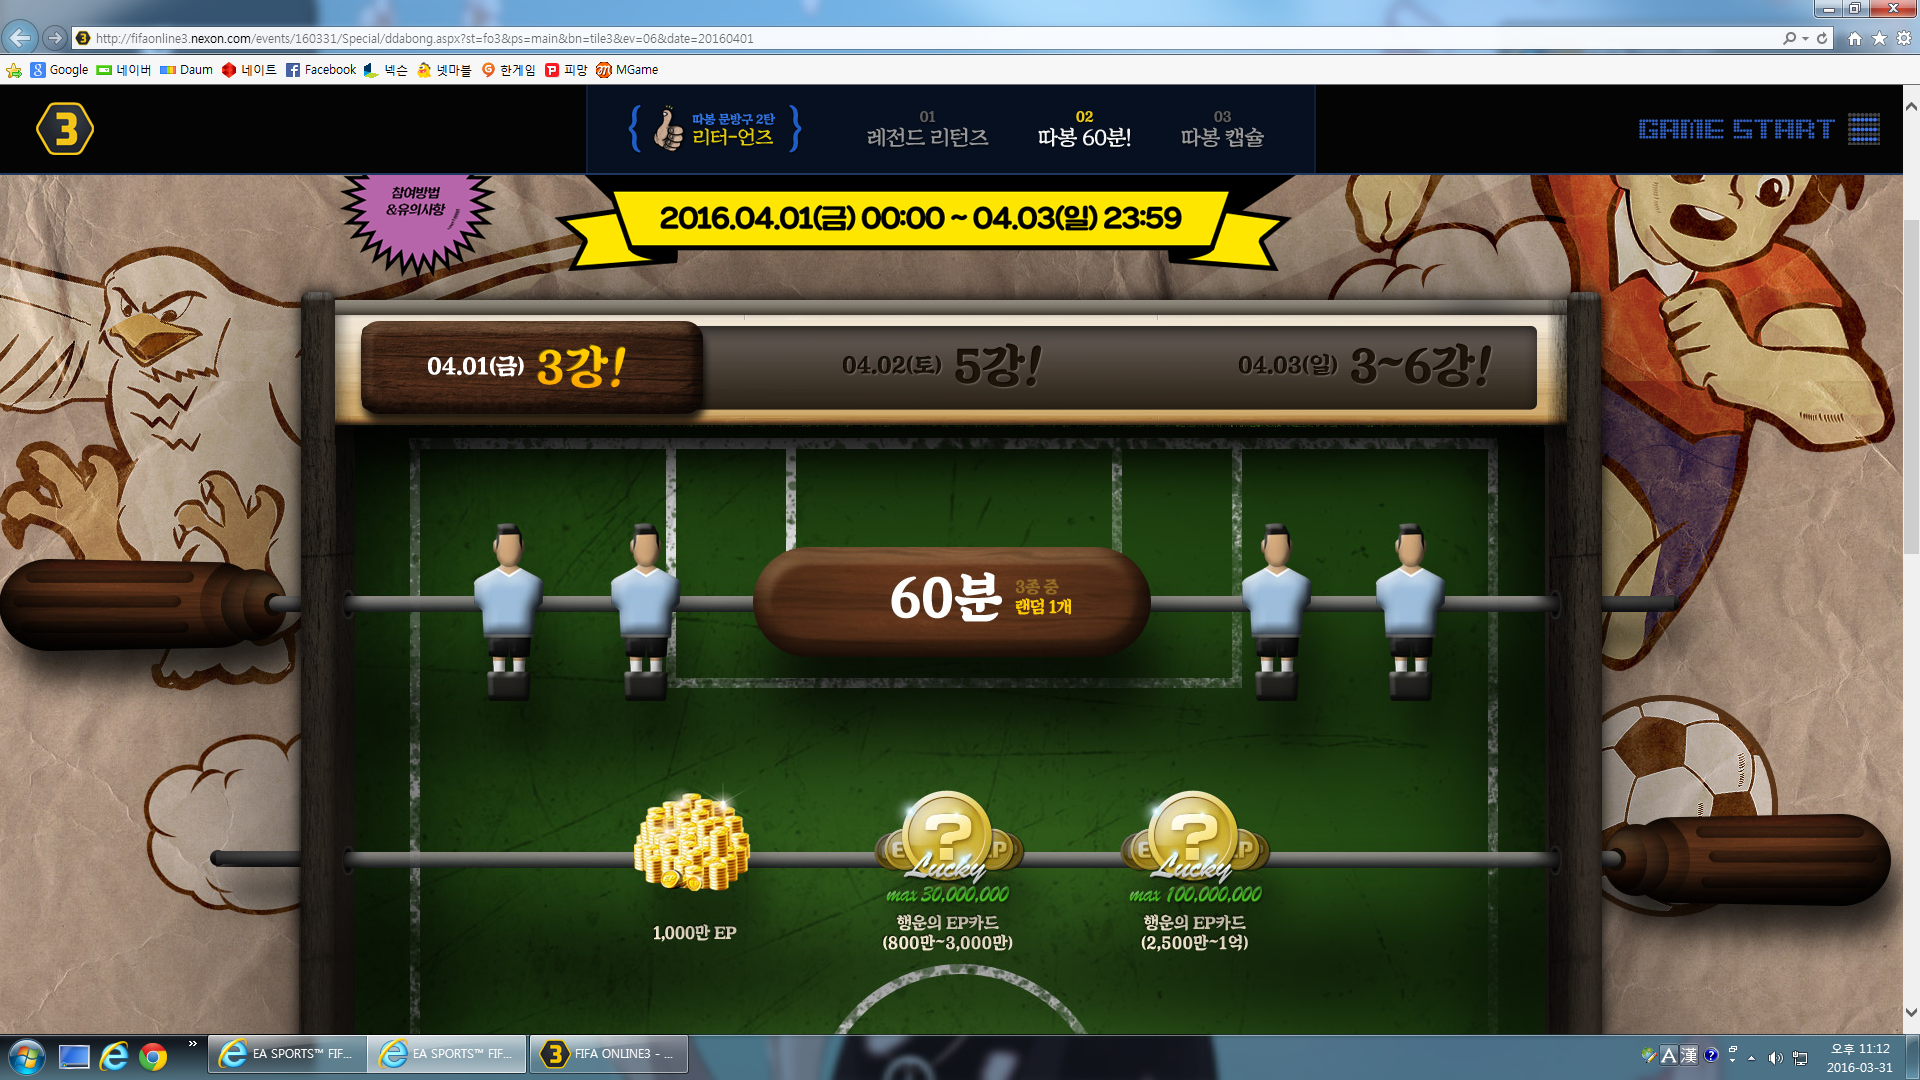 http://fifaonline3.nexon.com/events/160331/Special/ddabong.aspx?st=fo3&ps=main&bn=tile3&ev=06&date=20160401
Google 네이버 Daum 네이트 Facebook 넥슨 넷마블 한게임 피망 MGame
3
따봉 문방구 2탄
리터-언즈
01
레전드 리턴즈
02
따봉 60분!
03
따봉 캡슐
GAME START
참여방법
&유의사항
2016.04.01(금) 00:00 ~ 04.03(일) 23:59
04.01(금) 3강!
04.02(토) 5강!
04.03(일) 3~6강!
60분
3종 중
랜덤 1개
Lucky
max 30,000,000
Lucky
max 100,000,000
1,000만 EP
행운의 EP카드
(800만~3,000만)
행운의 EP카드
(2,500만~1억)
EA SPORTS™ FIF...
EA SPORTS™ FIF...
FIFA ONLINE3 - ...
A 漢
오후 11:12
2016-03-31